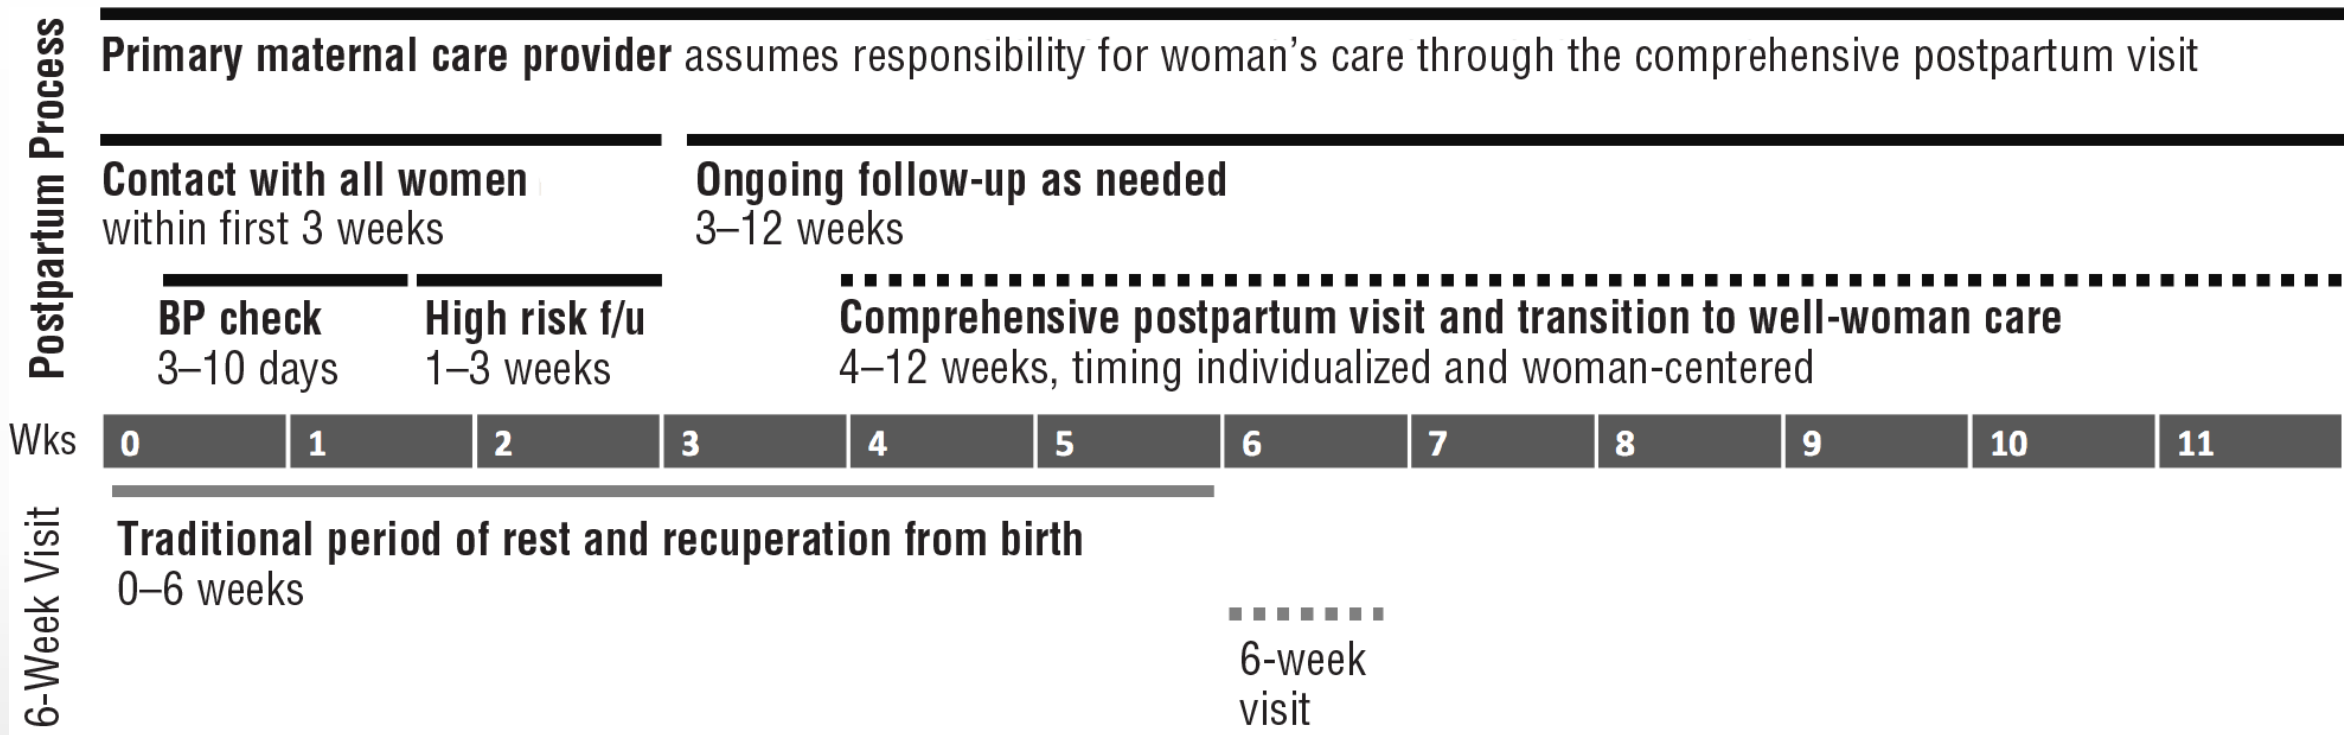 Postpartum Process
Primary maternal care provider assumes responsibility for woman's care through the comprehensive postpartum visit
Contact with all women
within first 3 weeks
Ongoing follow-up as needed
3–12 weeks
BP check
3–10 days
High risk f/u
1–3 weeks
Comprehensive postpartum visit and transition to well-woman care
4–12 weeks, timing individualized and woman-centered
Wks 0 1 2 3 4 5 6 7 8 9 10 11
6-Week Visit
Traditional period of rest and recuperation from birth
0–6 weeks
6-week
visit